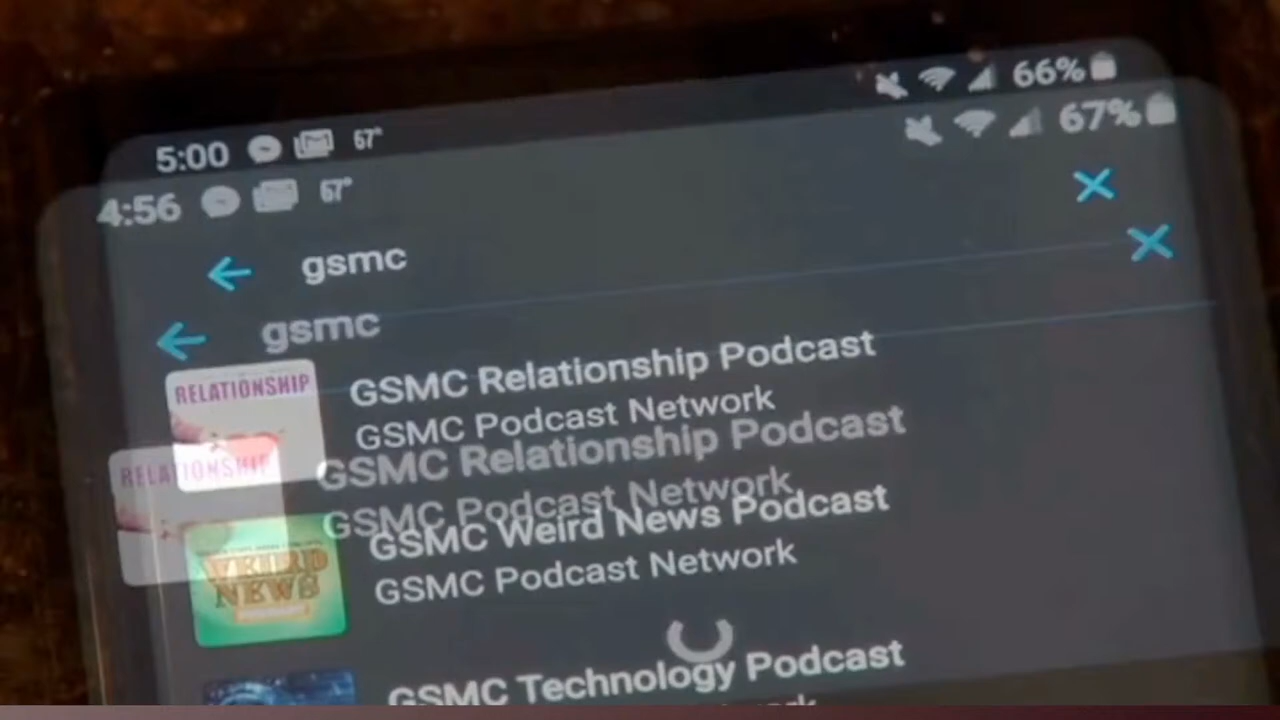 66%
5:00 67°
67%
4:56 67°
gsmc
gsmc
GSMC Relationship Podcast
RELATIONSHIP
GSMC Podcast Network
GSMC Relationship Podcast
RELATIONSHIP
GSMC Podcast Network
GSMC Weird News Podcast
GSMC Podcast Network
WEIRD
NEWS
GSMC Technology Podcast